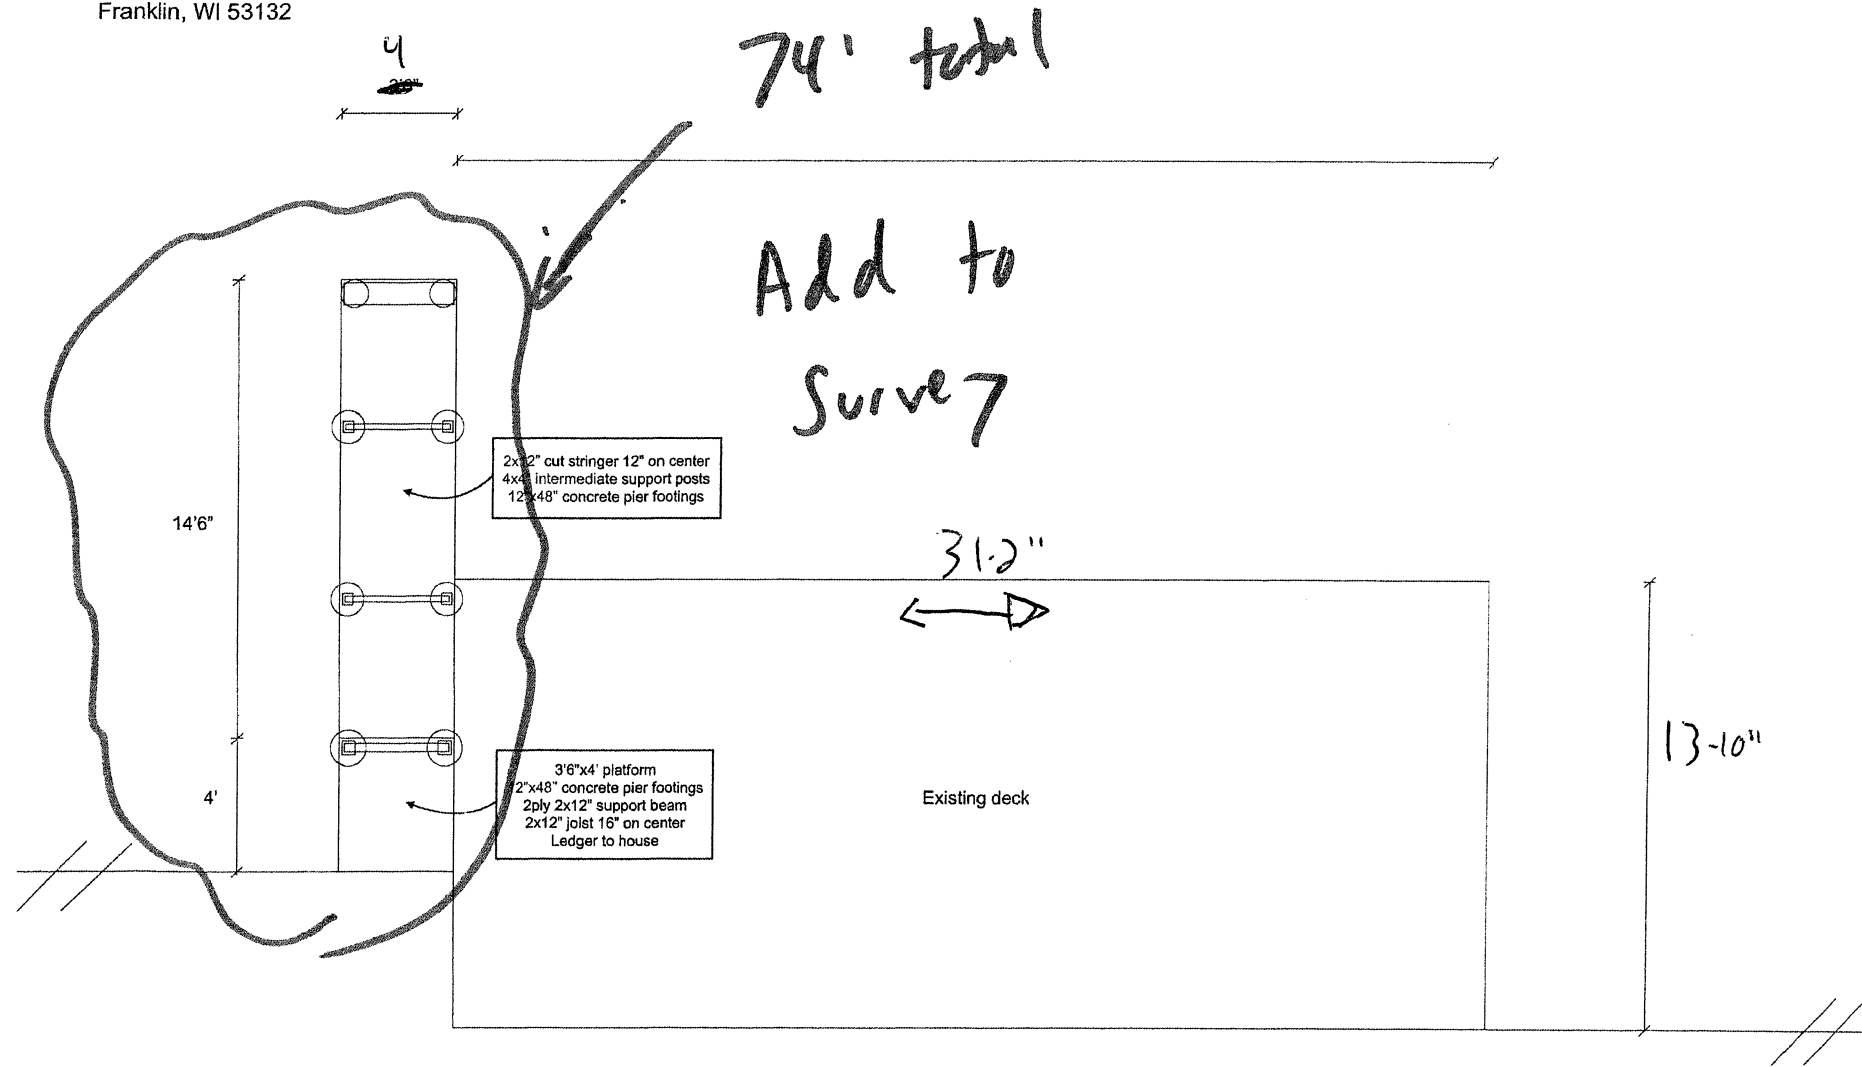 Franklin, WI 53132
4
74' total
Add to
Survey
2x12" cut stringer 12" on center
4x4" intermediate support posts
12"x48" concrete pier footings
14'6"
31-2"
13-10"
3'6"x4' platform
12"x48" concrete pier footings
2ply 2x12" support beam
2x12" joist 16" on center
Ledger to house
4'
Existing deck